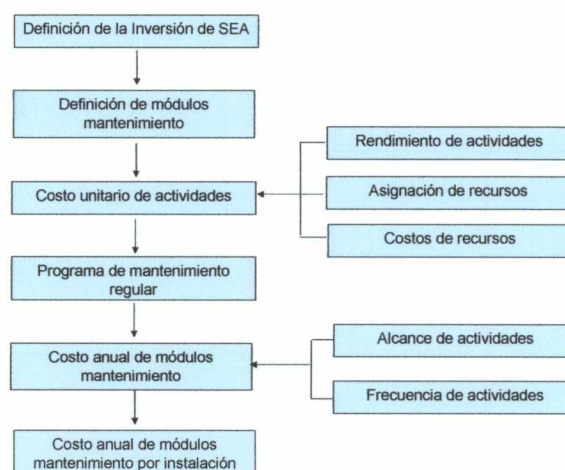 Definición de la Inversión de SEA
Definición de módulos
mantenimiento
Rendimiento de actividades
Costo unitario de actividades
Asignación de recursos
Costos de recursos
Programa de mantenimiento
regular
Alcance de actividades
Costo anual de módulos
mantenimiento
Frecuencia de actividades
Costo anual de módulos
mantenimiento por instalación